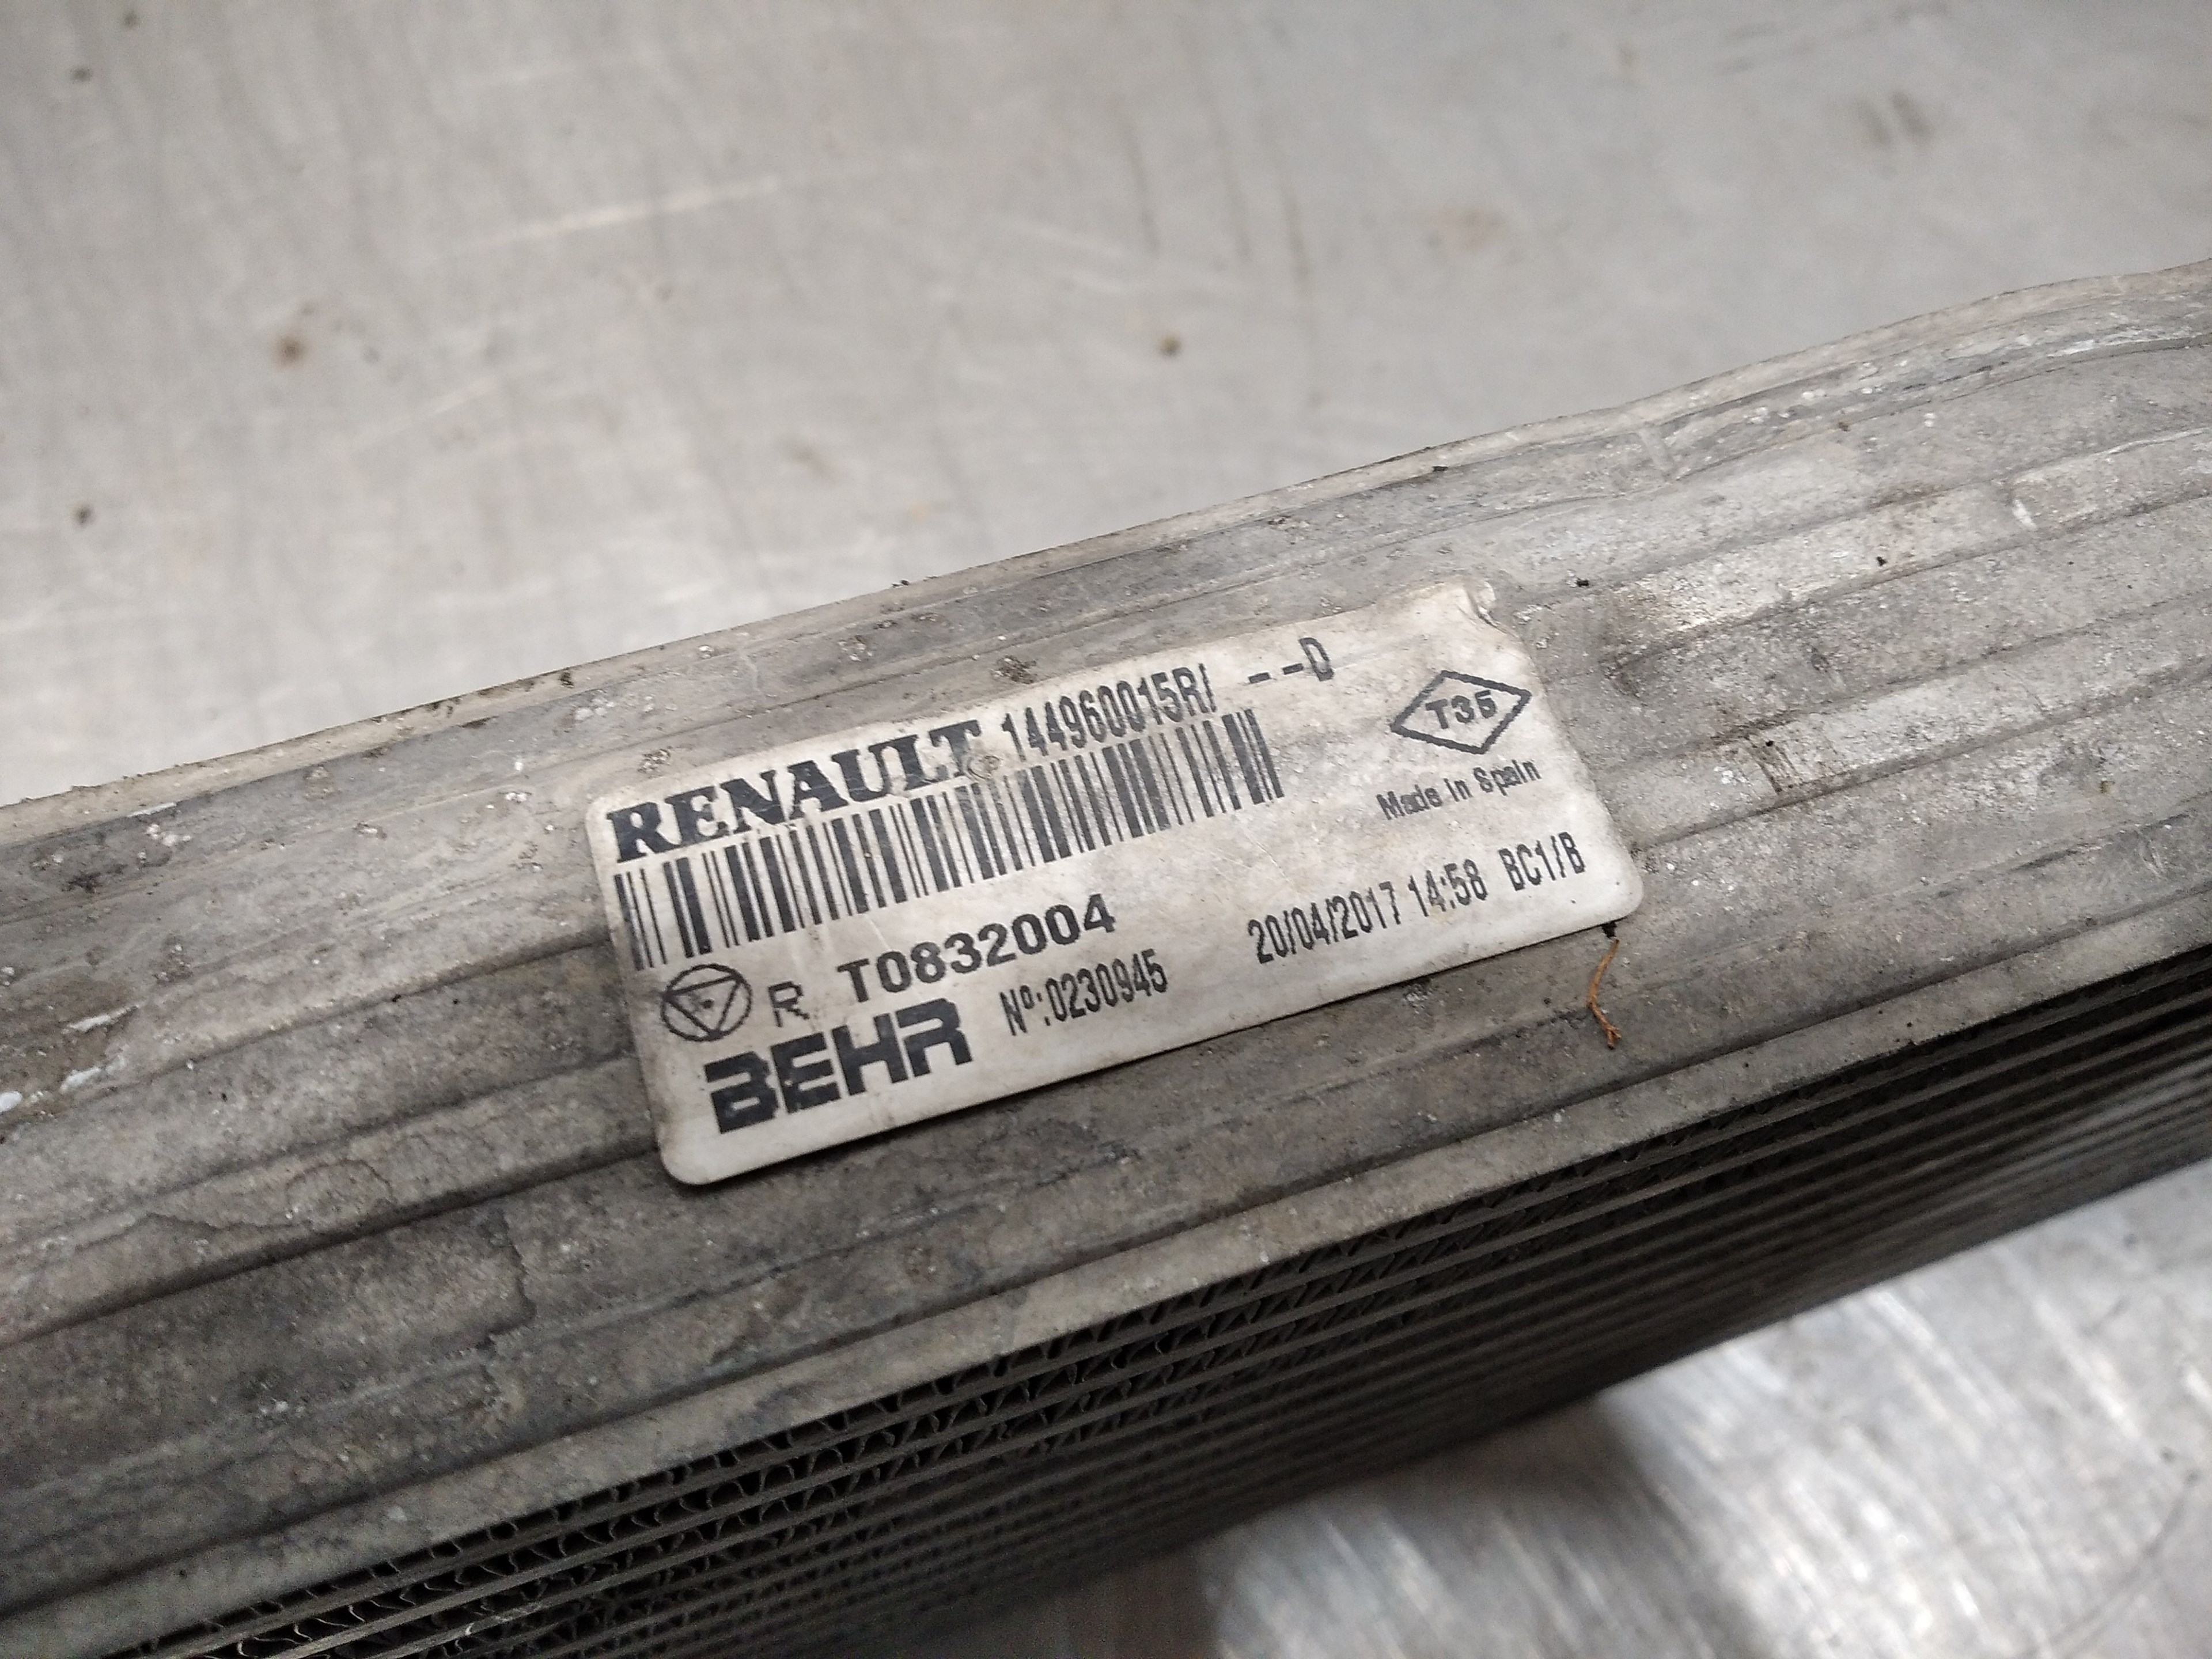 RENAULT 144960015R/ --D
T35
Made in Spain
R T0832004
BEHR Nº:0230945 20/04/2017 14:58 BC1/B